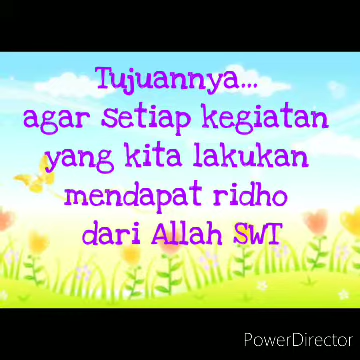 Tujuannya...
agar setiap kegiatan
yang kita lakukan
mendapat ridho
dari Allah SWT
PowerDirector